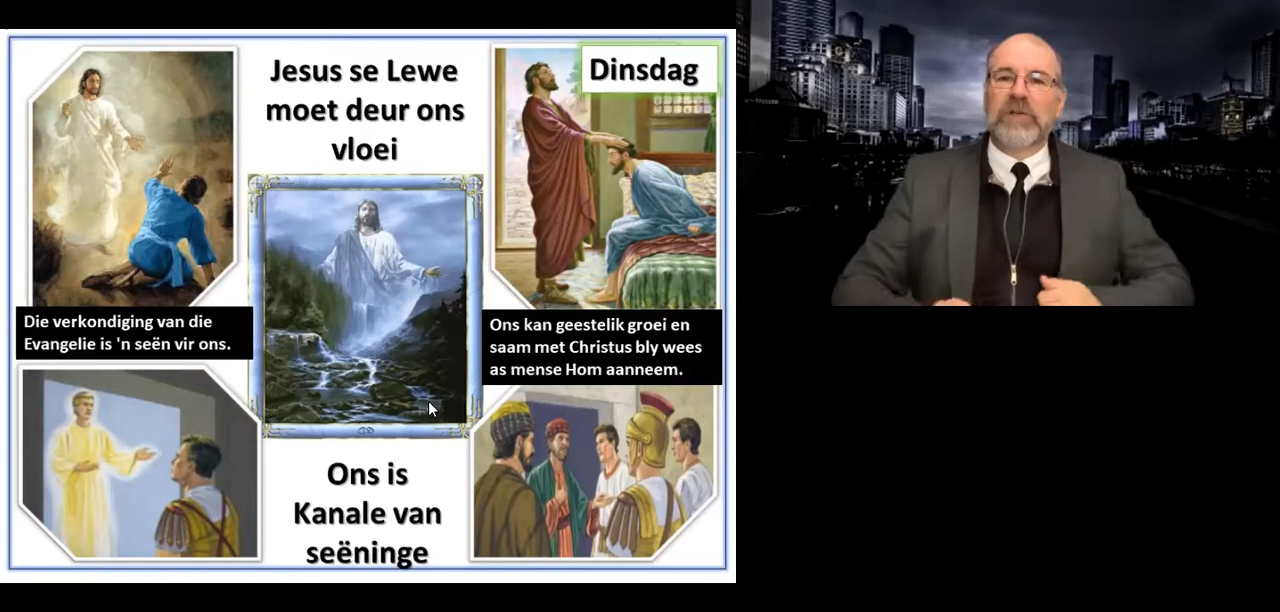 Jesus se Lewe
moet deur ons
vloei
Dinsdag
Die verkondiging van die
Evangelie is 'n seën vir ons.
Ons kan geestelik groei en
saam met Christus bly wees
as mense Hom aanneem.
Ons is
Kanale van
seëninge